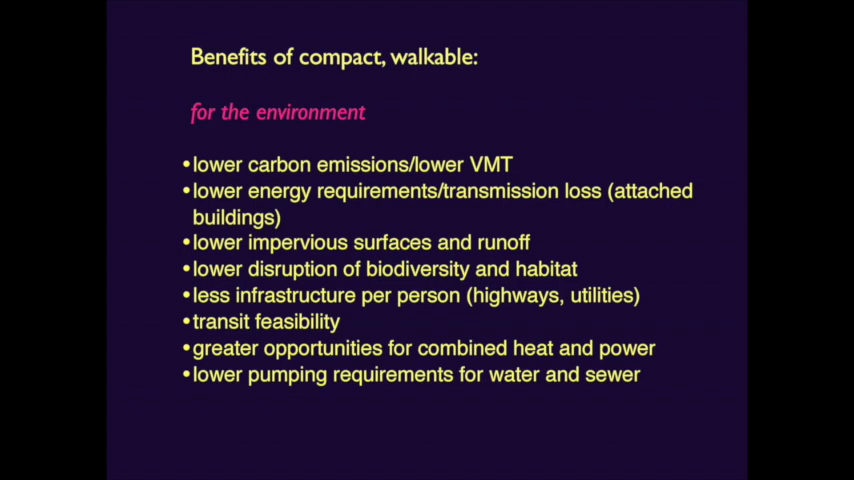 Benefits of compact, walkable:
for the environment
•lower carbon emissions/lower VMT
•lower energy requirements/transmission loss (attached
buildings)
•lower impervious surfaces and runoff
•lower disruption of biodiversity and habitat
•less infrastructure per person (highways, utilities)
•transit feasibility
•greater opportunities for combined heat and power
•lower pumping requirements for water and sewer